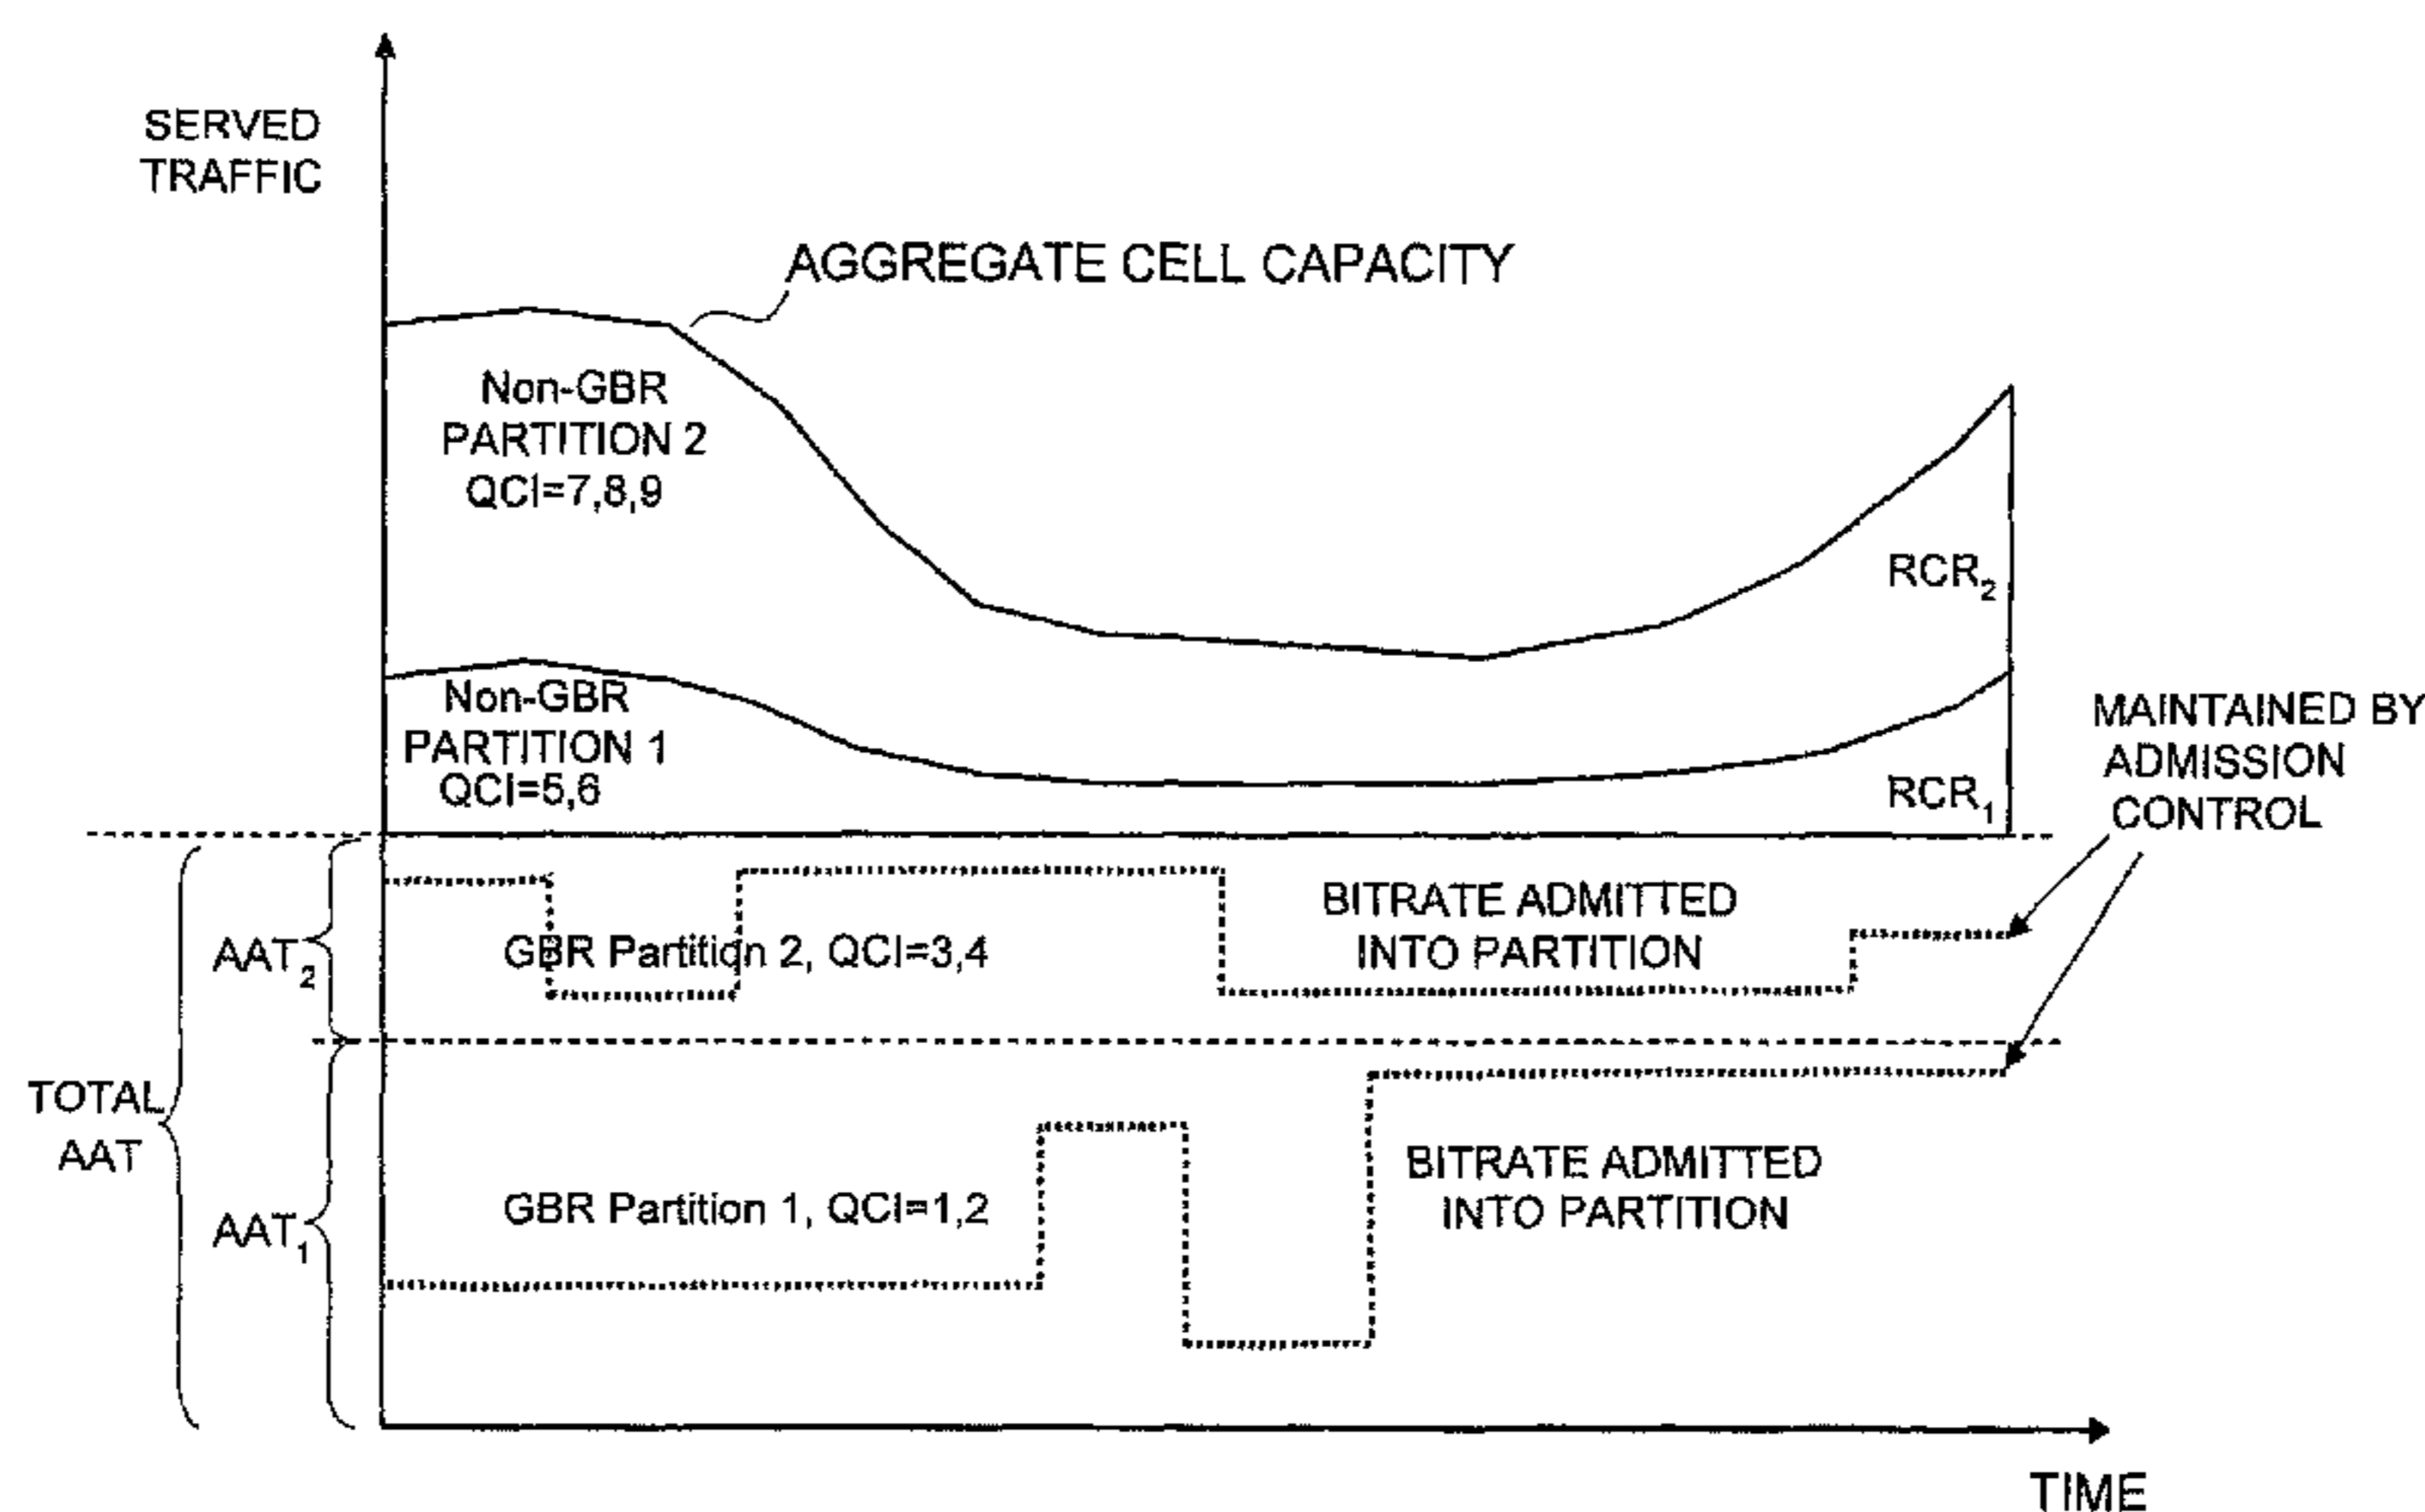 SERVED
TRAFFIC
AGGREGATE CELL CAPACITY
Non-GBR
PARTITION 2
QCI=7,8,9
RCR2
Non-GBR
PARTITION 1
QCI=5,6
RCR1
MAINTAINED BY
ADMISSION
CONTROL
AAT2
GBR Partition 2, QCI=3,4
BITRATE ADMITTED
INTO PARTITION
TOTAL
AAT
AAT1
GBR Partition 1, QCI=1,2
BITRATE ADMITTED
INTO PARTITION
TIME